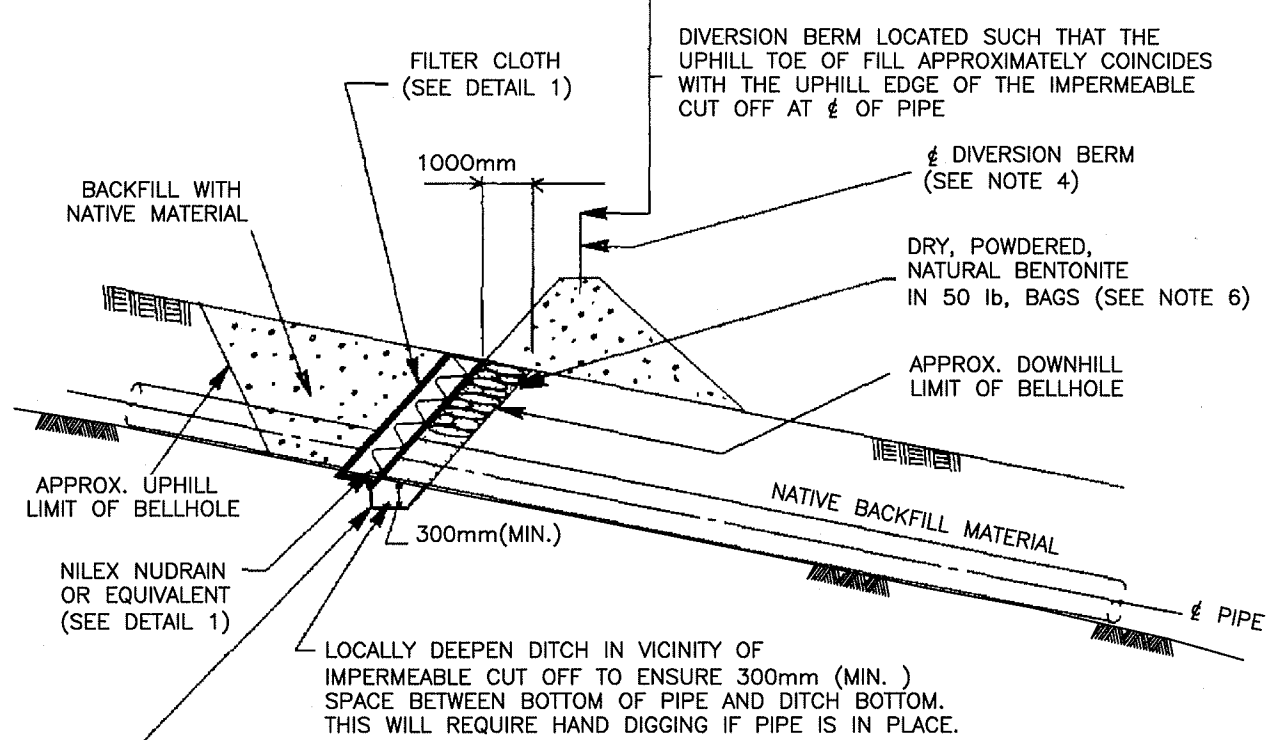 DIVERSION BERM LOCATED SUCH THAT THE
UPHILL TOE OF FILL APPROXIMATELY COINCIDES
WITH THE UPHILL EDGE OF THE IMPERMEABLE
CUT OFF AT ℄ OF PIPE
FILTER CLOTH
(SEE DETAIL 1)
1000mm
℄ DIVERSION BERM
(SEE NOTE 4)
BACKFILL WITH
NATIVE MATERIAL
DRY, POWDERED,
NATURAL BENTONITE
IN 50 lb, BAGS (SEE NOTE 6)
APPROX. DOWNHILL
LIMIT OF BELLHOLE
APPROX. UPHILL
LIMIT OF BELLHOLE
NATIVE BACKFILL MATERIAL
300mm(MIN.)
NILEX NUDRAIN
OR EQUIVALENT
(SEE DETAIL 1)
℄ PIPE
LOCALLY DEEPEN DITCH IN VICINITY OF
IMPERMEABLE CUT OFF TO ENSURE 300mm (MIN. )
SPACE BETWEEN BOTTOM OF PIPE AND DITCH BOTTOM.
THIS WILL REQUIRE HAND DIGGING IF PIPE IS IN PLACE.